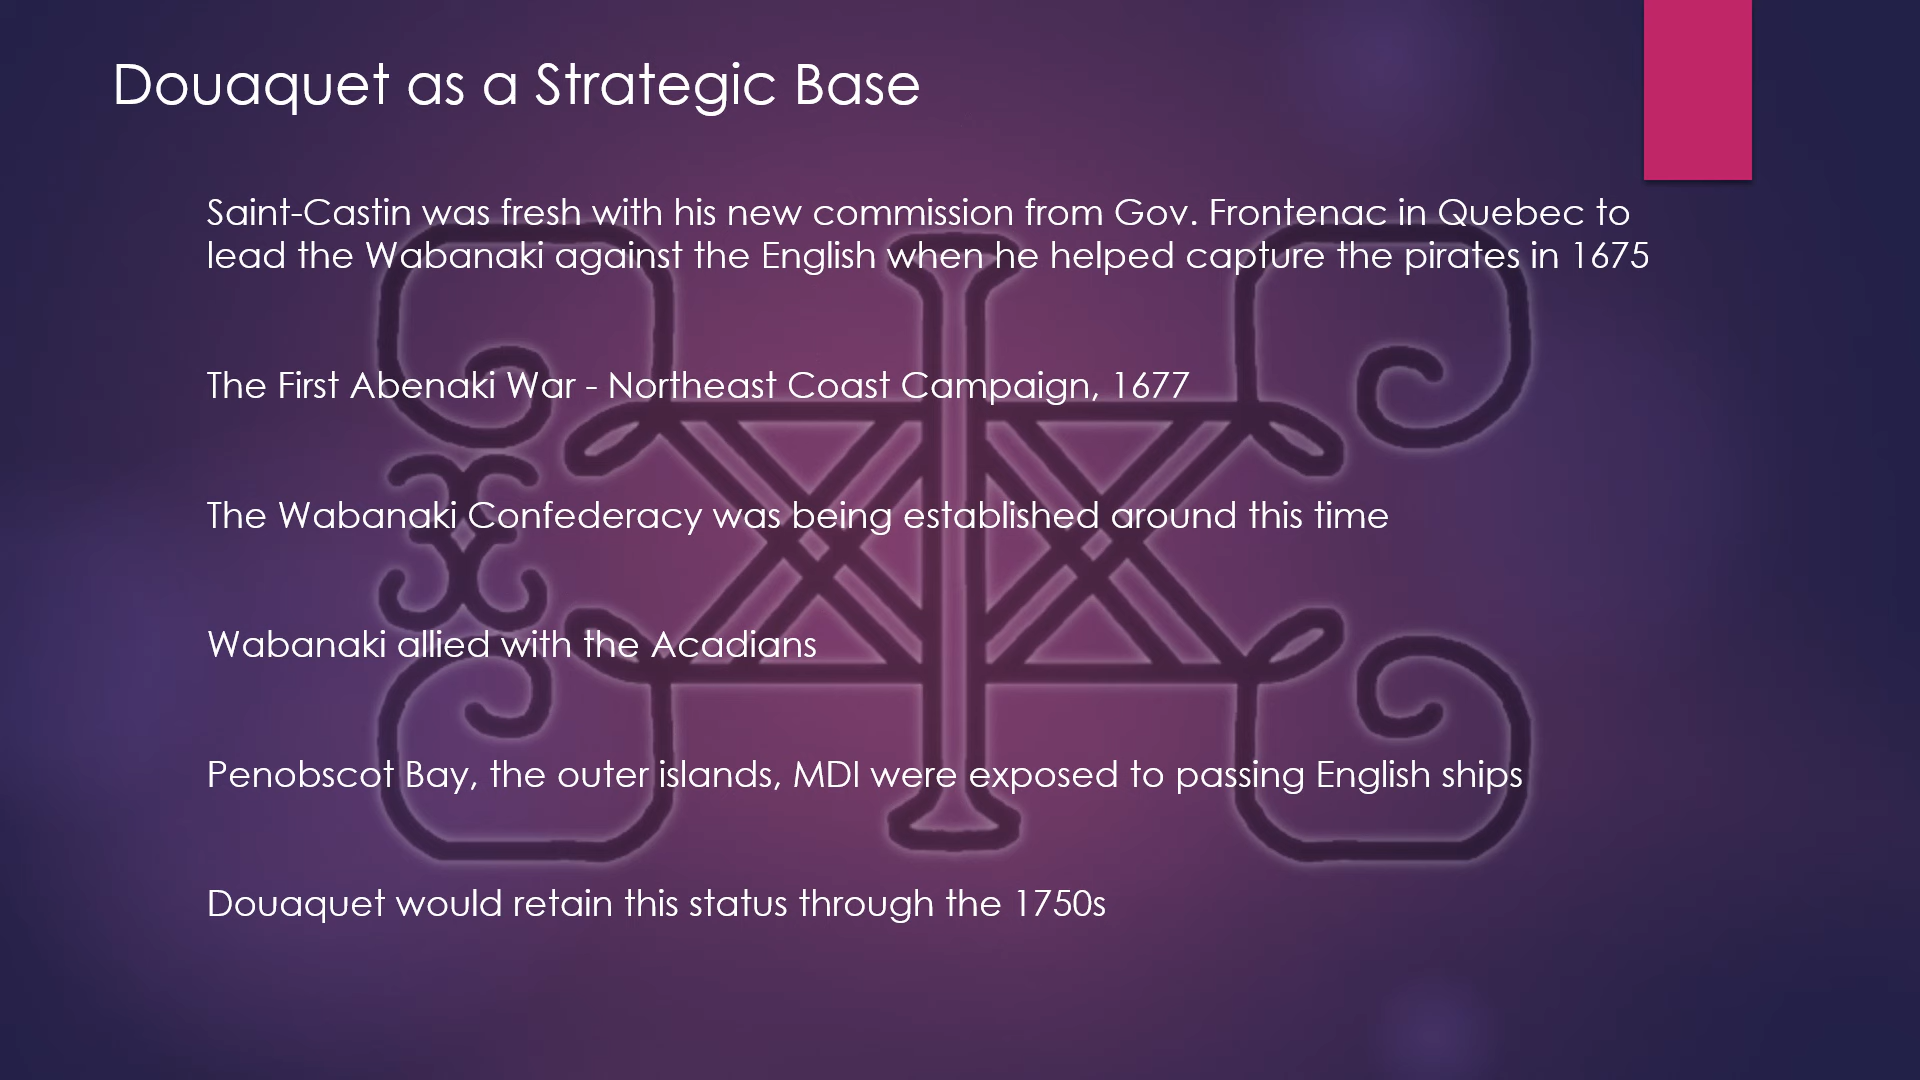 Douaquet as a Strategic Base
Saint-Castin was fresh with his new commission from Gov. Frontenac in Quebec to
lead the Wabanaki against the English when he helped capture the pirates in 1675
The First Abenaki War - Northeast Coast Campaign, 1677
The Wabanaki Confederacy was being established around this time
Wabanaki allied with the Acadians
Penobscot Bay, the outer islands, MDI were exposed to passing English ships
Douaquet would retain this status through the 1750s